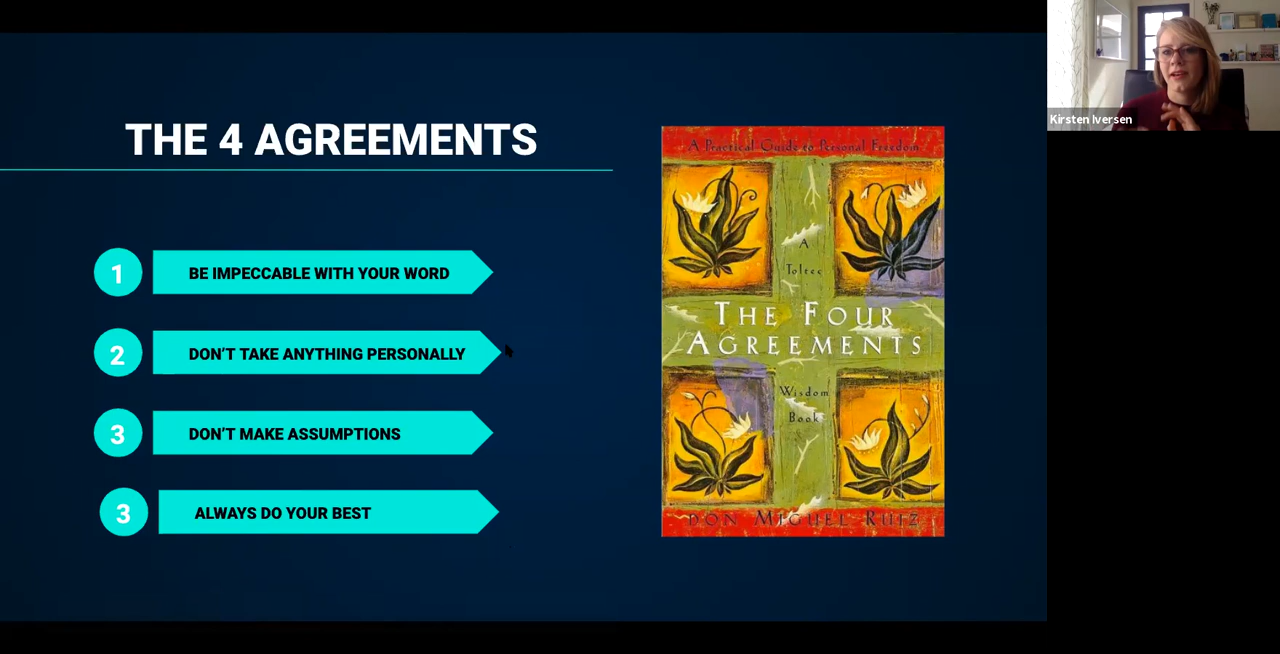 THE 4 AGREEMENTS
1
BE IMPECCABLE WITH YOUR WORD
2
DON'T TAKE ANYTHING PERSONALLY
3
DON'T MAKE ASSUMPTIONS
3
ALWAYS DO YOUR BEST
A Practical Guide to Personal Freedom
A
Toltec
THE FOUR
AGREEMENTS
Wisdom
Book
DON MIGUEL RUIZ
Kirsten Iversen